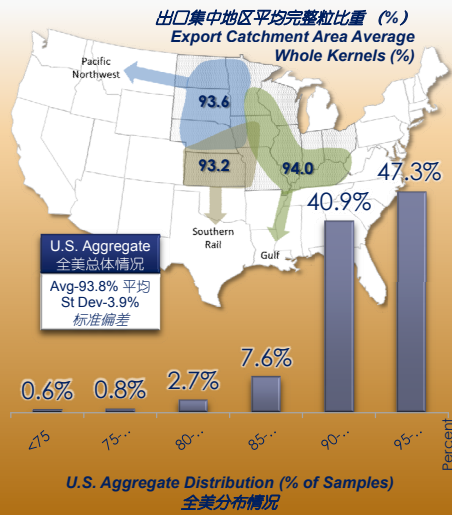 出口集中地区平均完整粒比重 （%）
Export Catchment Area Average
Whole Kernels (%)
Pacific
Northwest
93.6
93.2
94.0
Southern
Rail
Gulf
U.S. Aggregate
全美总体情况
Avg-93.8% 平均
St Dev-3.9%
标准偏差
0.6%
0.8%
2.7%
7.6%
40.9%
47.3%
<75
75-...
80-...
85-...
90-...
95-...
Percent
U.S. Aggregate Distribution (% of Samples)
全美分布情况